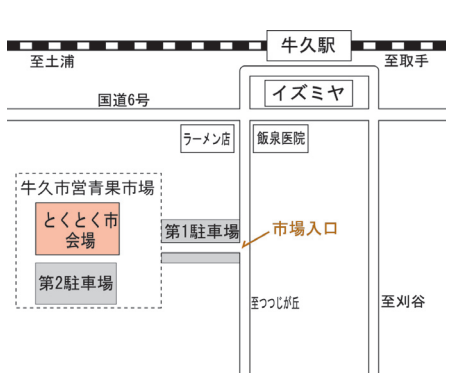 牛久駅
至土浦
至取手
イズミヤ
国道6号
ラーメン店
飯泉医院
牛久市営青果市場
とくとく市
会場
第1駐車場
市場入口
第2駐車場
至つつじが丘
至刈谷